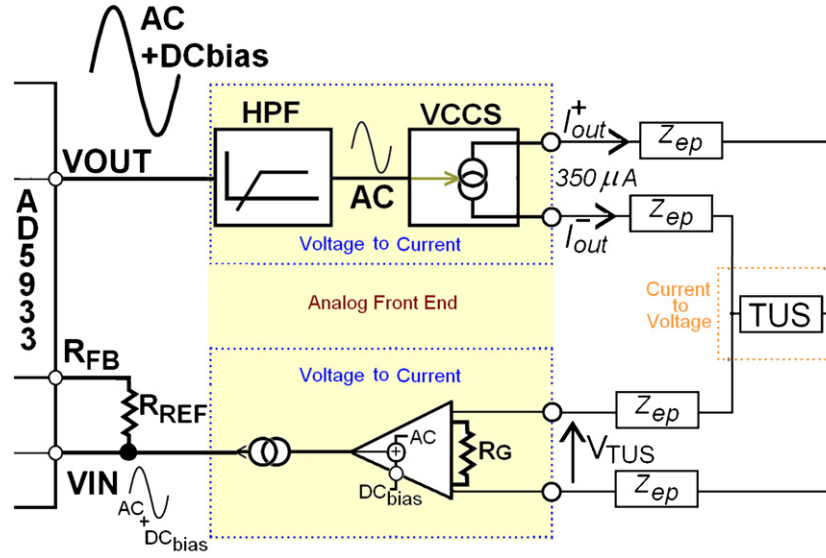 AC
+DCbias
VOUT
AD5933
HPF
AC
VCCS
Voltage to Current
I+out
350 μA
I-out
Zep
Zep
Analog Front End
Current
to
Voltage
TUS
Voltage to Current
RFB
RREF
VIN
AC
+
DCbias
AC
+
DCbias
RG
VTUS
Zep
Zep